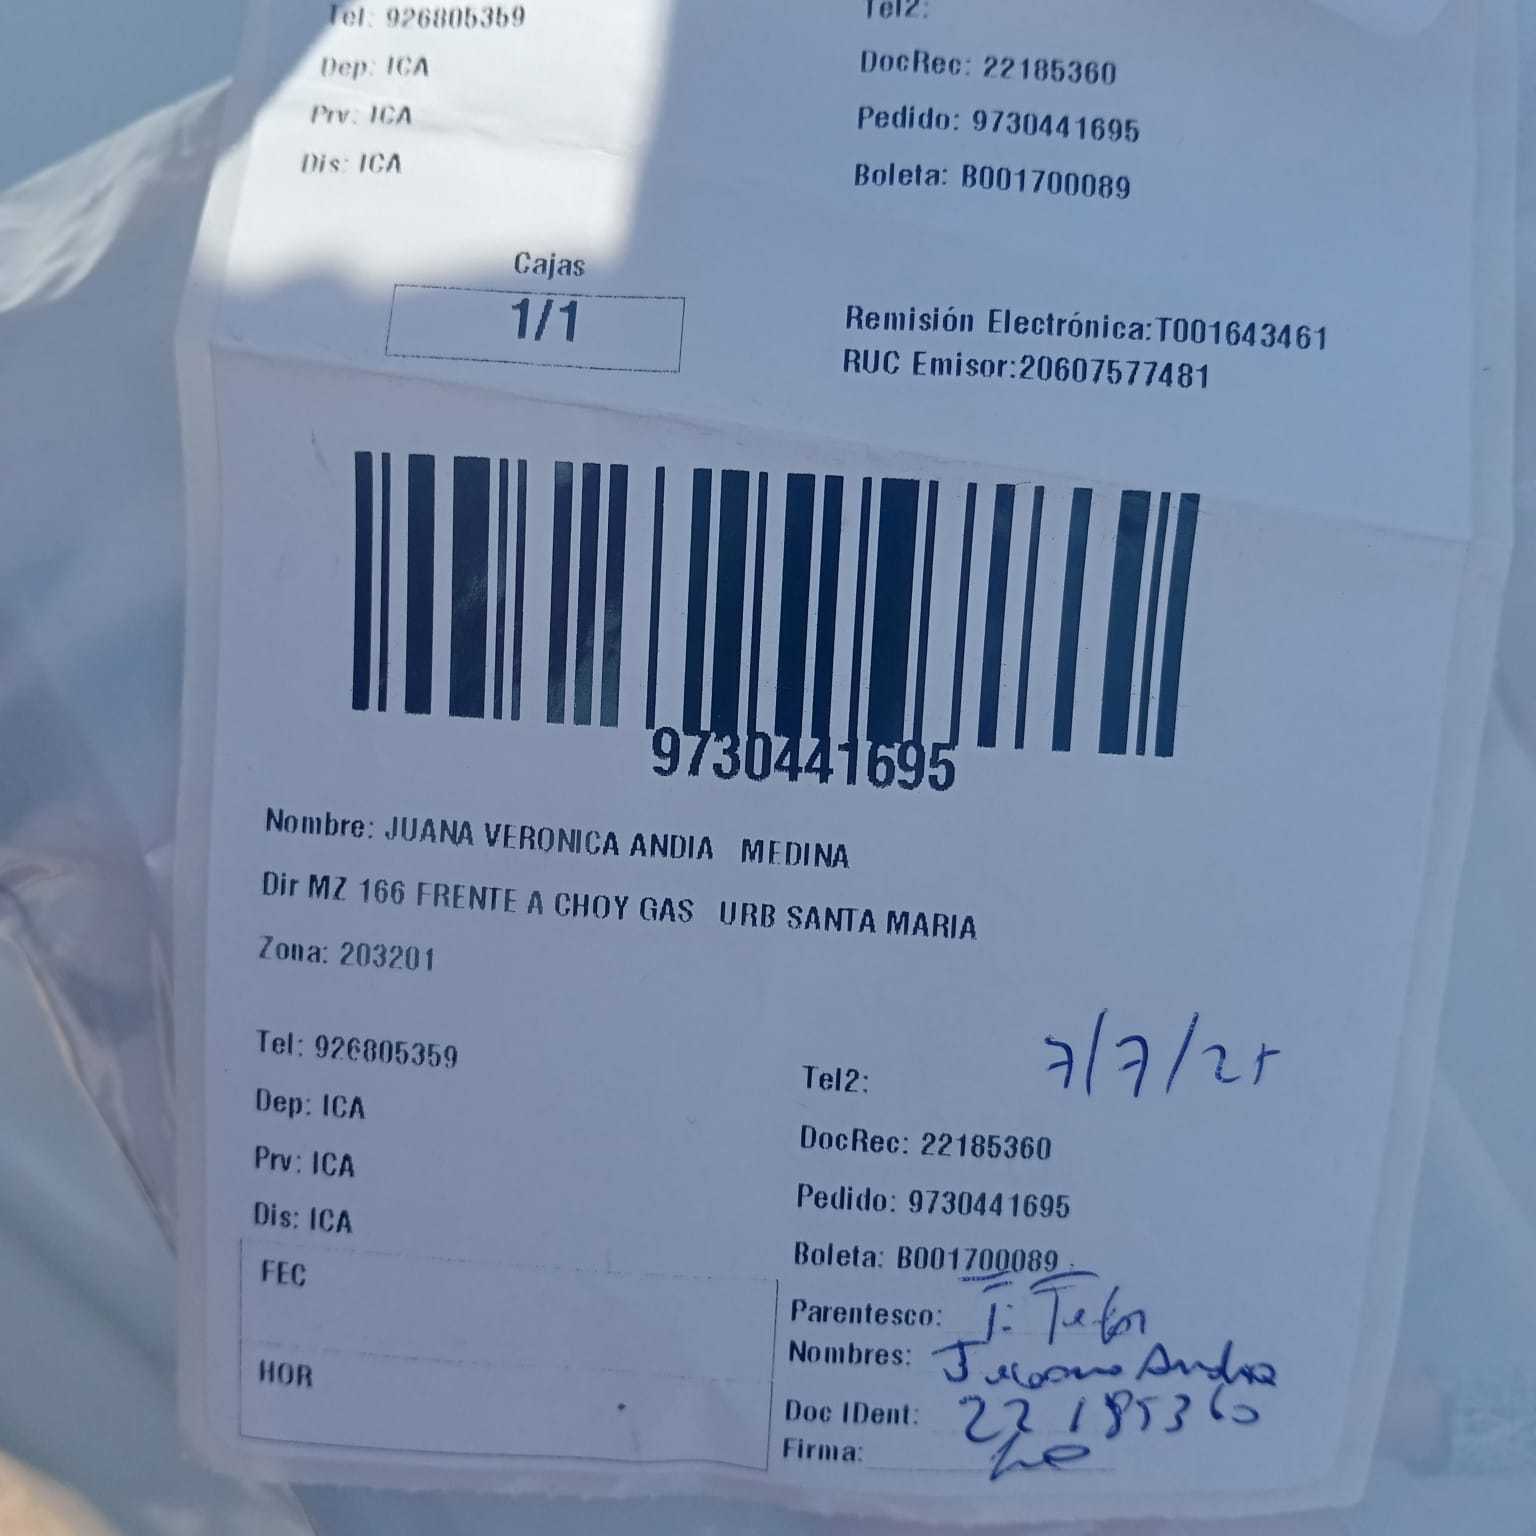 Tel: 926805359
Tel2:
Dep: ICA
DocRec: 22185360
Prv: ICA
Pedido: 9730441695
Dis: ICA
Boleta: B001700089
Cajas
1/1
Remisión Electrónica:T001643461
RUC Emisor:20607577481
9730441695
Nombre: JUANA VERONICA ANDIA MEDINA
Dir MZ 166 FRENTE A CHOY GAS URB SANTA MARIA
Zona: 203201
7/7/25
Tel: 926805359
Tel2:
Dep: ICA
DocRec: 22185360
Prv: ICA
Pedido: 9730441695
Dis: ICA
Boleta: B001700089
FEC
Parentesco:
Nombres: Andia
HOR
Doc IDent: 22185360
Firma: